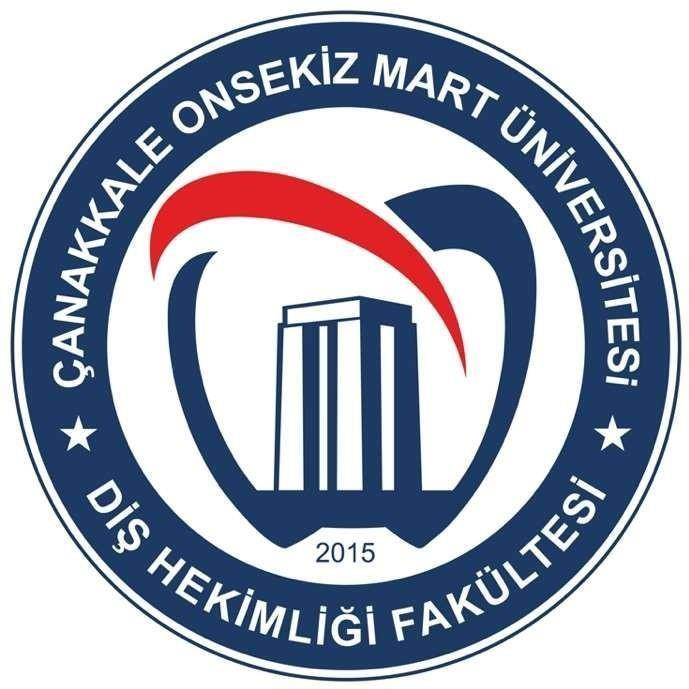 ÇANAKKALE ONSEKİZ MART ÜNİVERSİTESİ
2015
DİŞ HEKİMLİĞİ FAKÜLTESİ